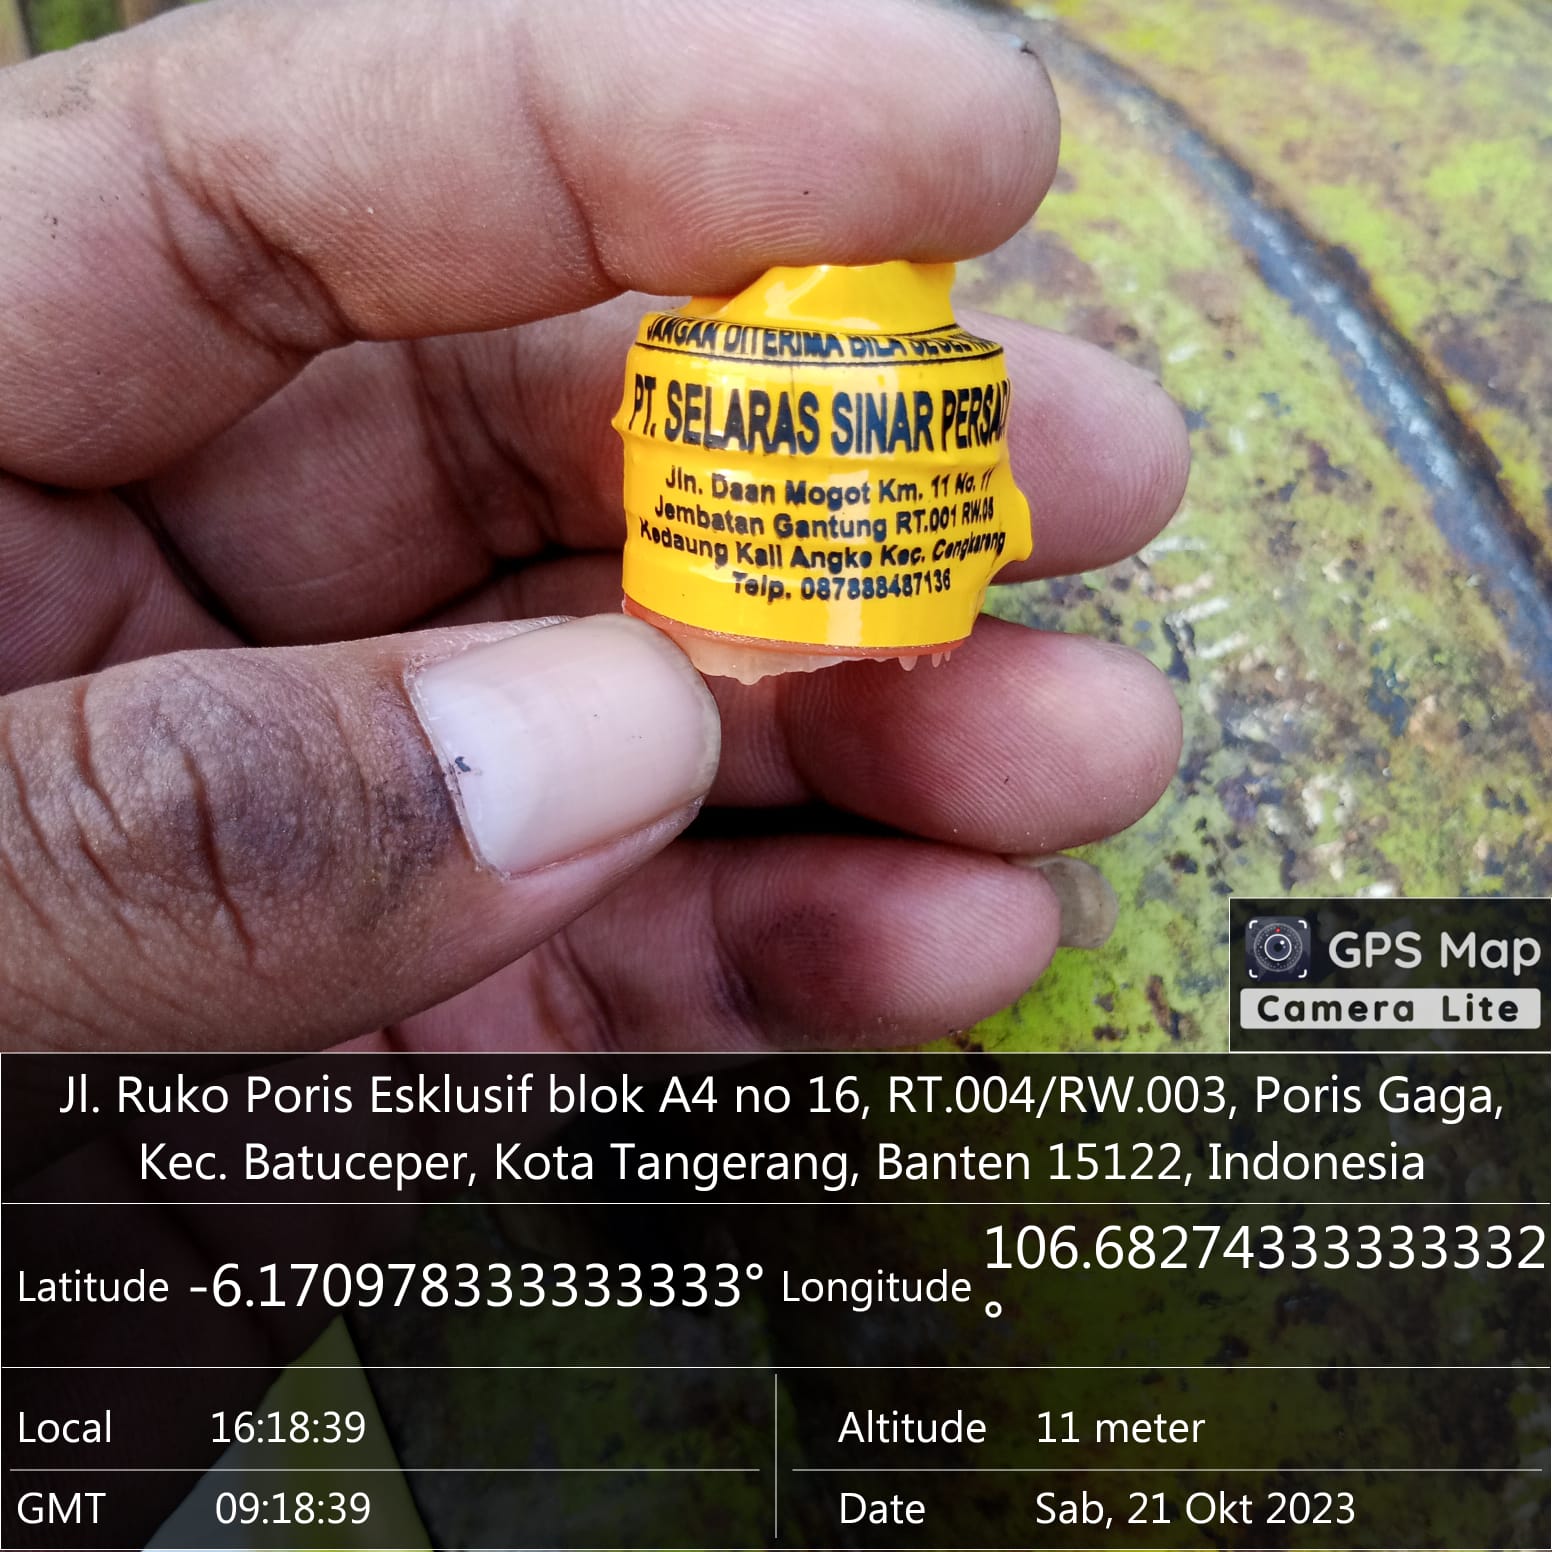 JANGAN DITERIMA BILA
PT. SELARAS SINAR
Jln. Daan Mogot Km. 11 No. 11
Jembatan Gantung RT.001 RW.08
Kedaung Kali Angke Kec. Cengkareng
Telp. 087888487136
GPS Map
Camera Lite
Jl. Ruko Poris Esklusif blok A4 no 16, RT.004/RW.003, Poris Gaga,
Kec. Batuceper, Kota Tangerang, Banten 15122, Indonesia
Latitude -6.170978333333333° Longitude 106.68274333333332°
Local 16:18:39 Altitude 11 meter
GMT 09:18:39 Date Sab, 21 Okt 2023